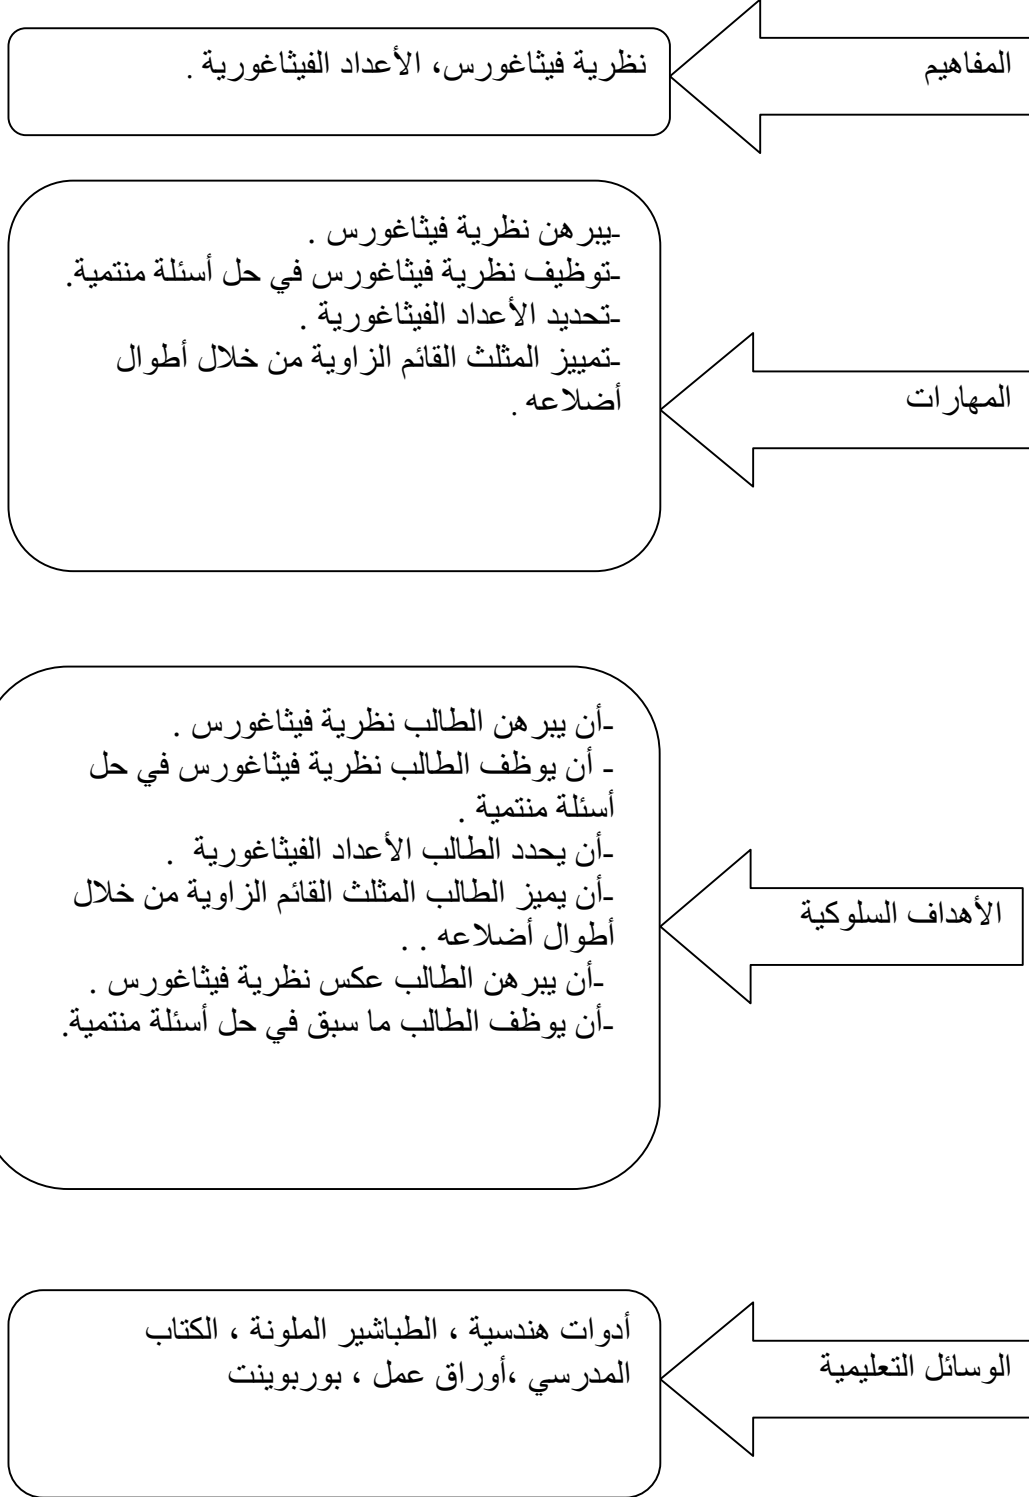 المفاهيم
نظرية فيثاغورس، الأعداد الفيثاغورية .
المهارات
-يبرهن نظرية فيثاغورس .
-توظيف نظرية فيثاغورس في حل أسئلة منتمية.
-تحديد الأعداد الفيثاغورية .
-تمييز المثلث القائم الزاوية من خلال أطوال
أضلاعه .
الأهداف السلوكية
-أن يبرهن الطالب نظرية فيثاغورس .
- أن يوظف الطالب نظرية فيثاغورس في حل
أسئلة منتمية .
-أن يحدد الطالب الأعداد الفيثاغورية .
-أن يميز الطالب المثلث القائم الزاوية من خلال
أطوال أضلاعه . .
-أن يبرهن الطالب عكس نظرية فيثاغورس .
-أن يوظف الطالب ما سبق في حل أسئلة منتمية.
الوسائل التعليمية
أدوات هندسية ، الطباشير الملونة ، الكتاب
المدرسي ،أوراق عمل ، بوربوينت